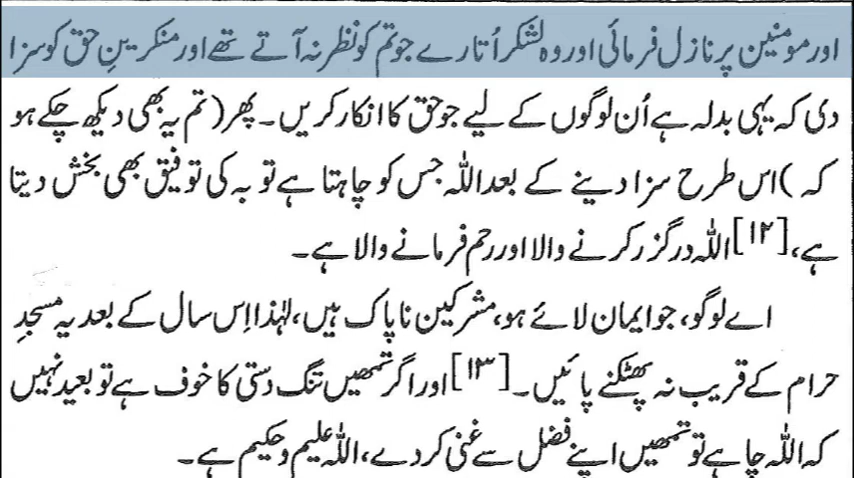 اور مومنین پر نازل فرمائی اور وہ لشکر اُتارے جو تم کو نظر نہ آتے تھے اور منکرینِ حق کو سزا
دی کہ یہی بدلہ ہے اُن لوگوں کے لیے جو حق کا انکار کریں۔ پھر (تم یہ بھی دیکھ چکے ہو
کہ) اس طرح سزا دینے کے بعد اللہ جس کو چاہتا ہے توبہ کی توفیق بھی بخش دیتا
ہے، [۱۲] اللہ درگزر کرنے والا اور رحم فرمانے والا ہے۔
اے لوگو، جو ایمان لائے ہو، مشرکین ناپاک ہیں، لہٰذا اِس سال کے بعد یہ مسجدِ
حرام کے قریب نہ پھٹکنے پائیں۔ [۱۳] اور اگر تمھیں تنگ دستی کا خوف ہے تو بعید نہیں
کہ اللہ چاہے تو تمھیں اپنے فضل سے غنی کر دے، اللہ علیم و حکیم ہے۔